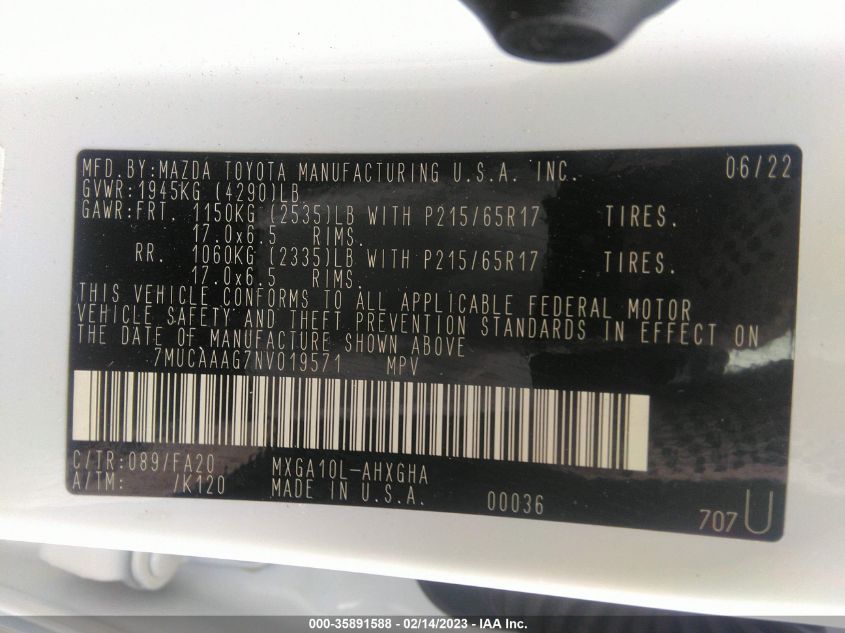 MFD.BY:MAZDA TOYOTA MANUFACTURING U.S.A. INC. 06/22
GVWR:1945KG (4290)LB
GAWR:FRT. 1150KG (2535)LB WITH P215/65R17 TIRES.
17.0x6.5 RIMS.
RR. 1060KG (2335)LB WITH P215/65R17 TIRES.
17.0x6.5 RIMS.
THIS VEHICLE CONFORMS TO ALL APPLICABLE FEDERAL MOTOR
VEHICLE SAFETY AND THEFT PREVENTION STANDARDS IN EFFECT ON
THE DATE OF MANUFACTURE SHOWN ABOVE
7MUCAAAG7NV019571 MPV
C/TR:089/FA20 MXGA10L-AHXGHA
A/TM: /K120 MADE IN U.S.A. 00036
707 U
000-35891588 - 02/14/2023 - IAA Inc.